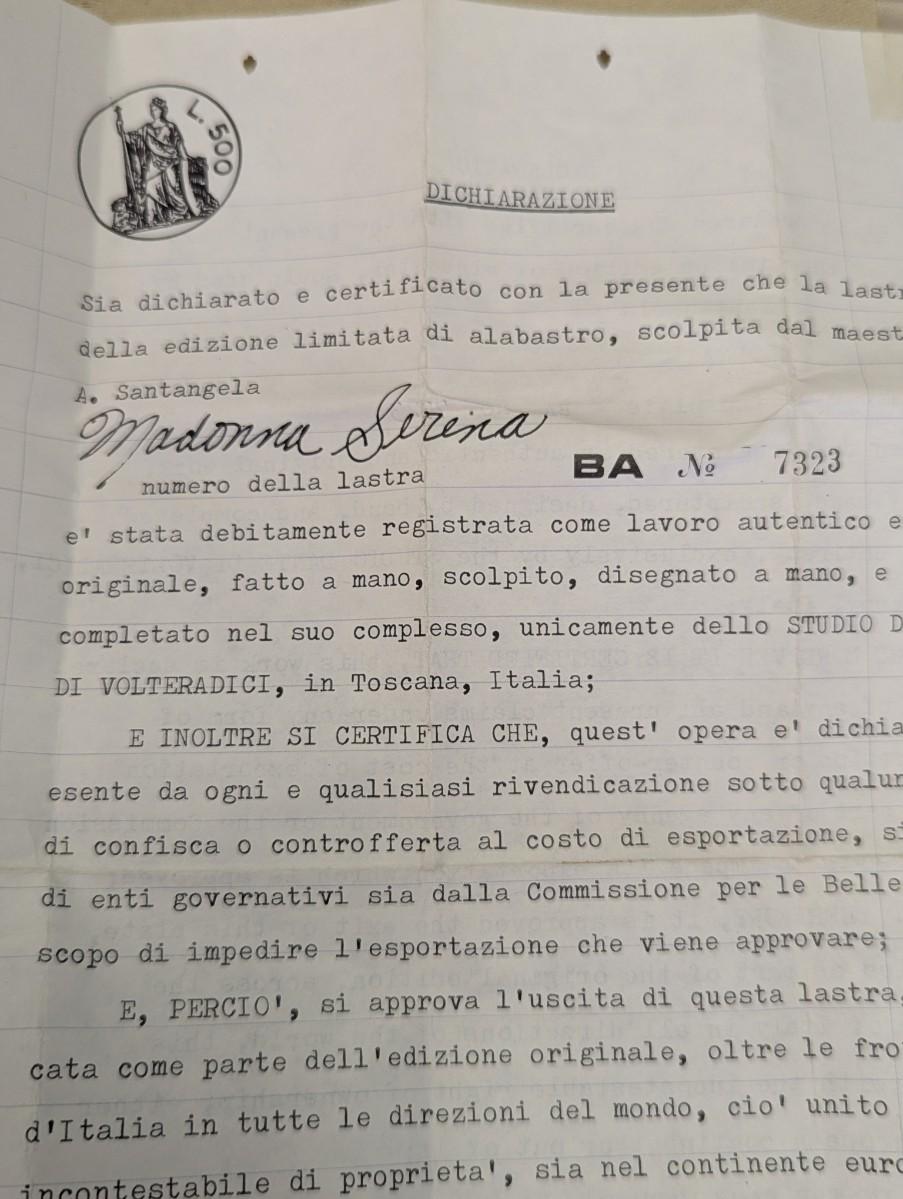 L. 500
DICHIARAZIONE
Sia dichiarato e certificato con la presente che la lastr
della edizione limitata di alabastro, scolpita dal maest
A. Santangela
Madonna Serina
BA № 7323
numero della lastra
e' stata debitamente registrata come lavoro autentico e
originale, fatto a mano, scolpito, disegnato a mano, e
completato nel suo complesso, unicamente dello STUDIO D
DI VOLTERADICI, in Toscana, Italia;
E INOLTRE SI CERTIFICA CHE, quest' opera e' dichia
esente da ogni e qualisiasi rivendicazione sotto qualun
di confisca o controfferta al costo di esportazione, si
di enti governativi sia dalla Commissione per le Belle
scopo di impedire l'esportazione che viene approvare;
E, PERCIO', si approva l'uscita di questa lastra,
cata come parte dell'edizione originale, oltre le fro
d'Italia in tutte le direzioni del mondo, cio' unito
incontestabile di proprieta', sia nel continente euro